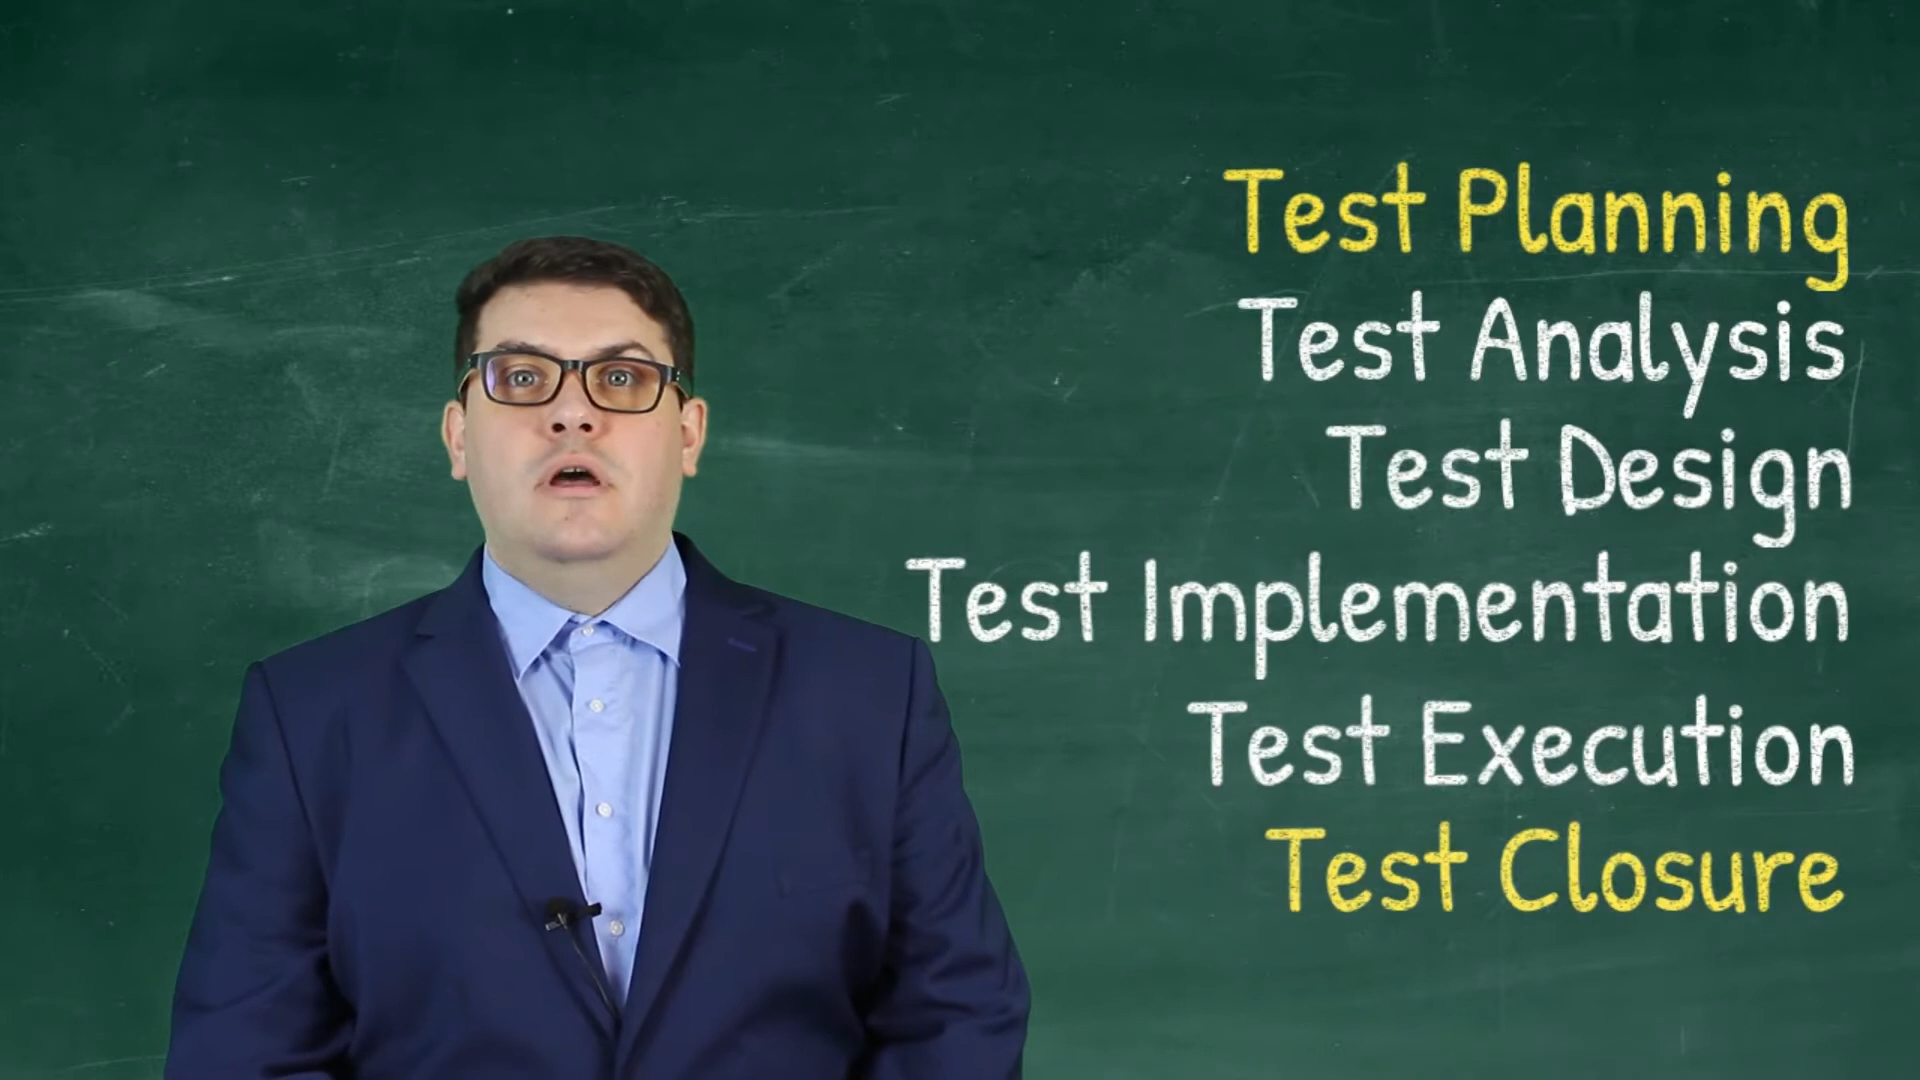 Test Planning
Test Analysis
Test Design
Test Implementation
Test Execution
Test Closure